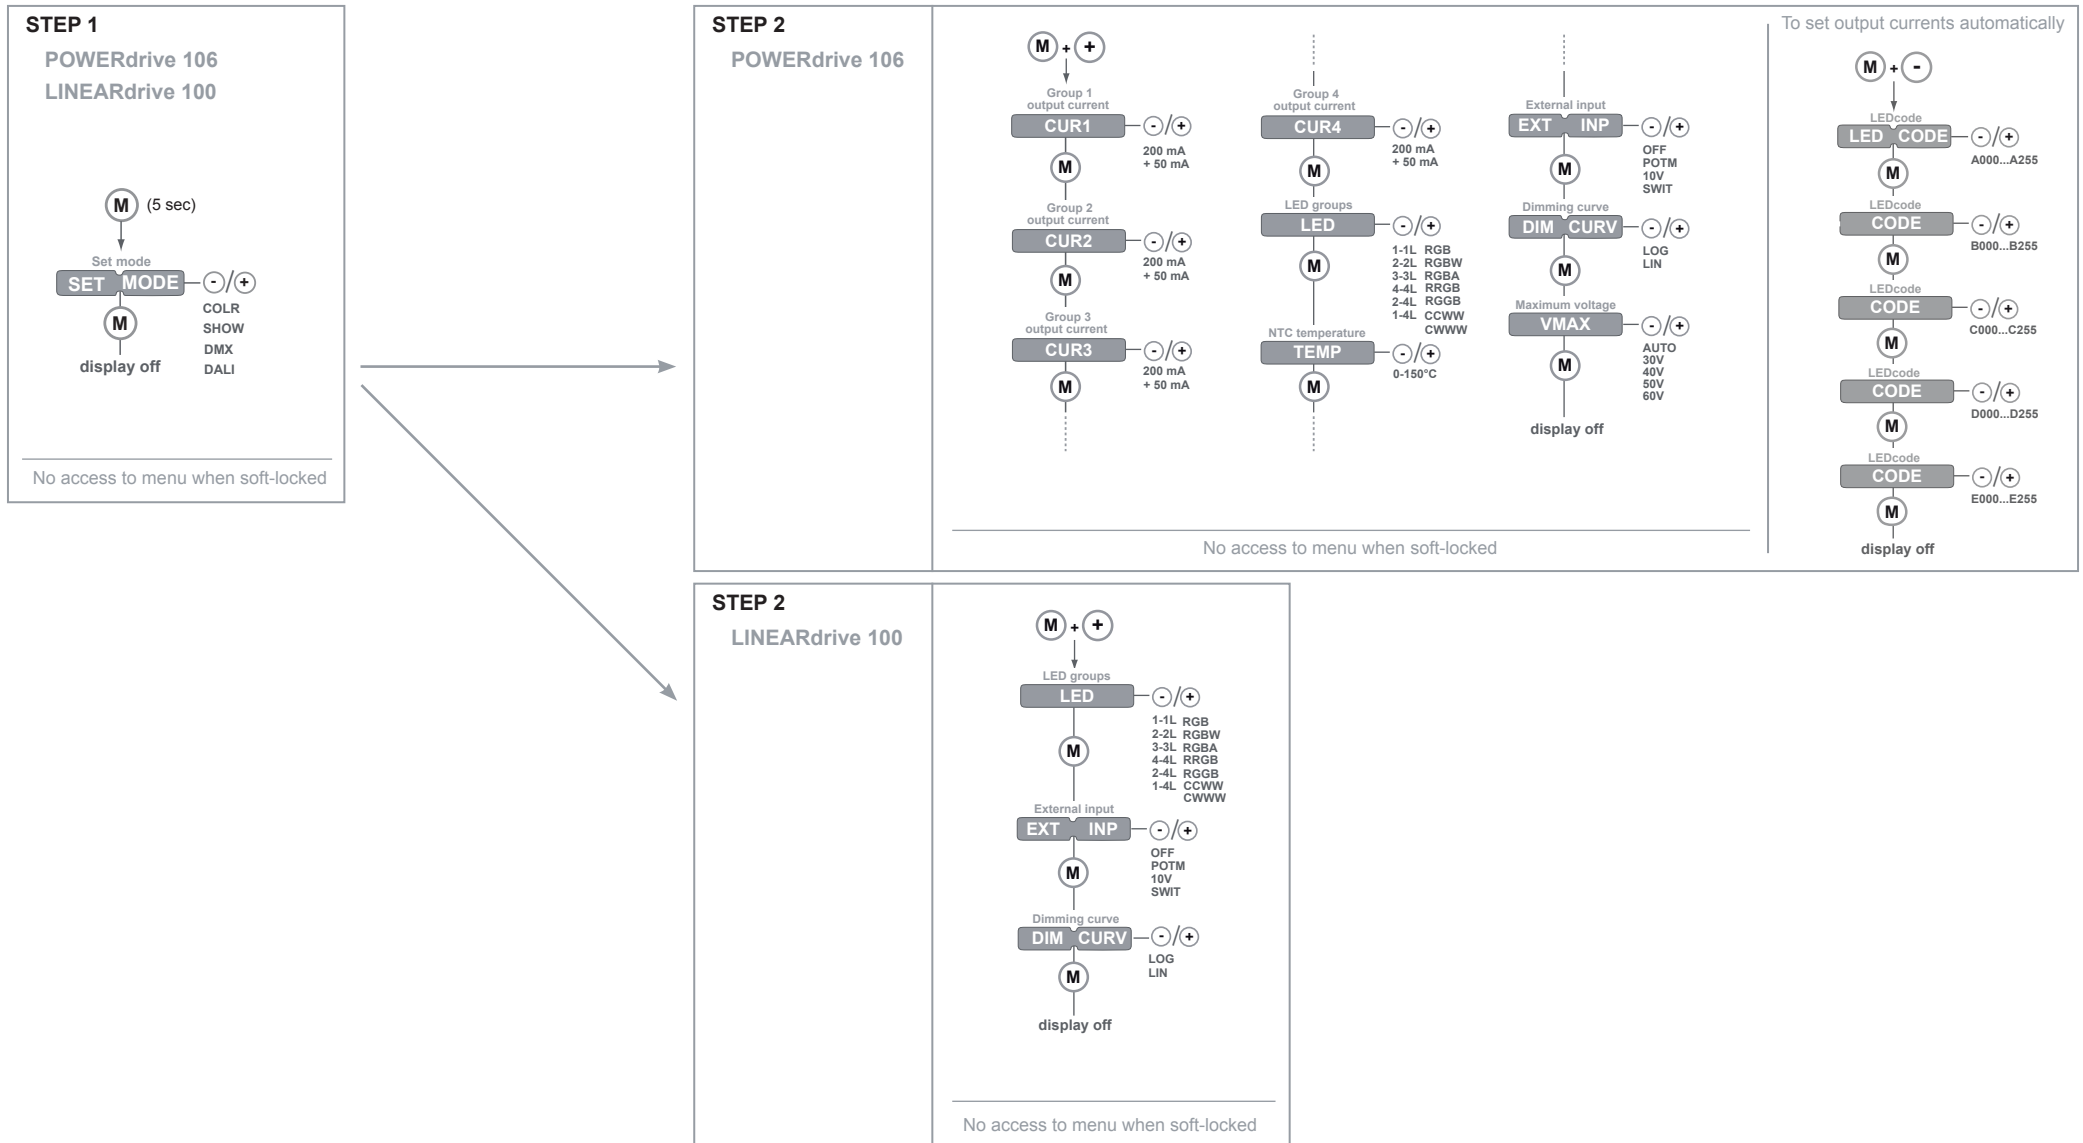 STEP 1
POWERdrive 106
LINEARdrive 100
M (5 sec)
Set mode
SET MODE - / +
COLR
SHOW
DMX
DALI
M
display off
No access to menu when soft-locked
STEP 2
POWERdrive 106
M + +
Group 1
output current
CUR1 - / +
200 mA
+ 50 mA
M
Group 2
output current
CUR2 - / +
200 mA
+ 50 mA
M
Group 3
output current
CUR3 - / +
200 mA
+ 50 mA
M
Group 4
output current
CUR4 - / +
200 mA
+ 50 mA
M
LED groups
LED - / +
1-1L RGB
2-2L RGBW
3-3L RGBA
4-4L RRGB
2-4L RGGB
1-4L CCWW
CWWW
M
NTC temperature
TEMP - / +
0-150°C
M
External input
EXT INP - / +
OFF
POTM
10V
SWIT
M
Dimming curve
DIM CURV - / +
LOG
LIN
M
Maximum voltage
VMAX - / +
AUTO
30V
40V
50V
60V
M
display off
No access to menu when soft-locked
To set output currents automatically
M + -
LEDcode
LED CODE - / +
A000...A255
M
LEDcode
CODE - / +
B000...B255
M
LEDcode
CODE - / +
C000...C255
M
LEDcode
CODE - / +
D000...D255
M
LEDcode
CODE - / +
E000...E255
M
display off
STEP 2
LINEARdrive 100
M + +
LED groups
LED - / +
1-1L RGB
2-2L RGBW
3-3L RGBA
4-4L RRGB
2-4L RGGB
1-4L CCWW
CWWW
M
External input
EXT INP - / +
OFF
POTM
10V
SWIT
M
Dimming curve
DIM CURV - / +
LOG
LIN
M
display off
No access to menu when soft-locked